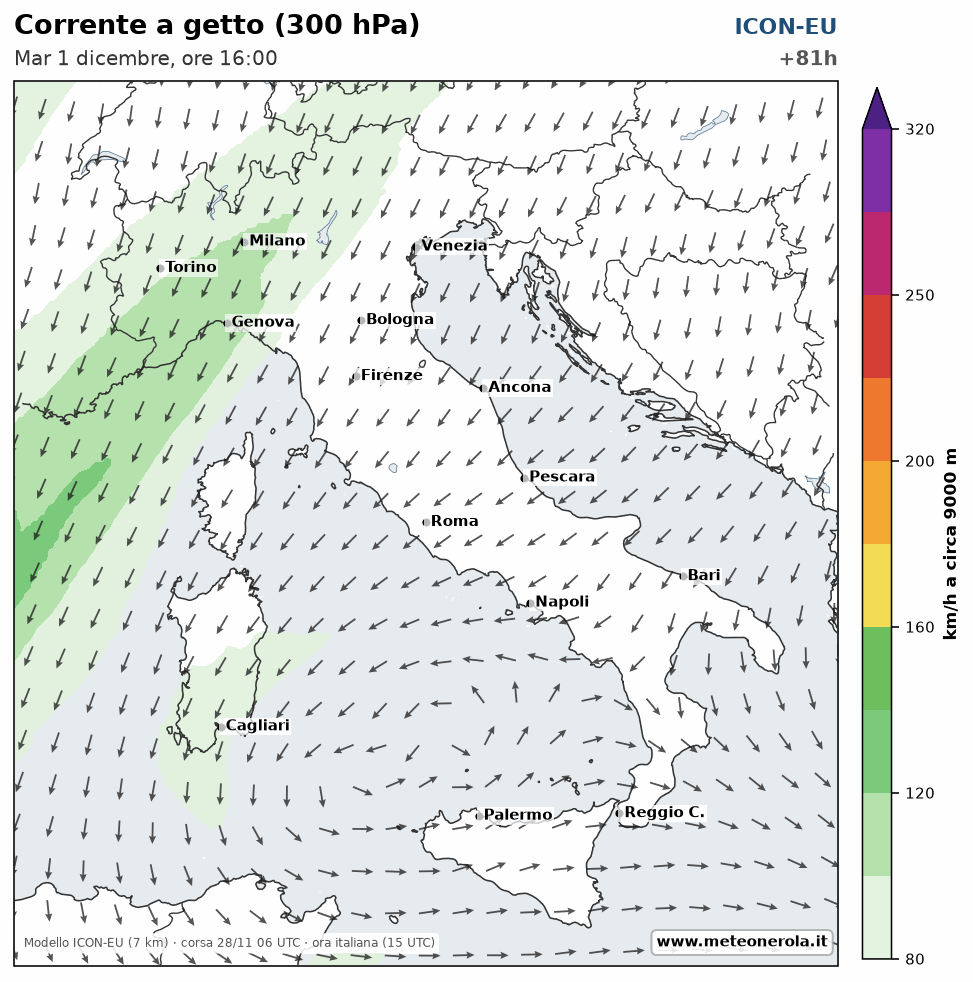 Corrente a getto (300 hPa)
ICON-EU
Mar 1 dicembre, ore 16:00
+81h
Milano
Venezia
Torino
Bologna
Genova
Firenze
Ancona
Pescara
Roma
Bari
Napoli
Cagliari
Palermo
Reggio C.
320
250
200
160
120
80
km/h a circa 9000 m
Modello ICON-EU (7 km) · corsa 28/11 06 UTC · ora italiana (15 UTC)
www.meteonerola.it